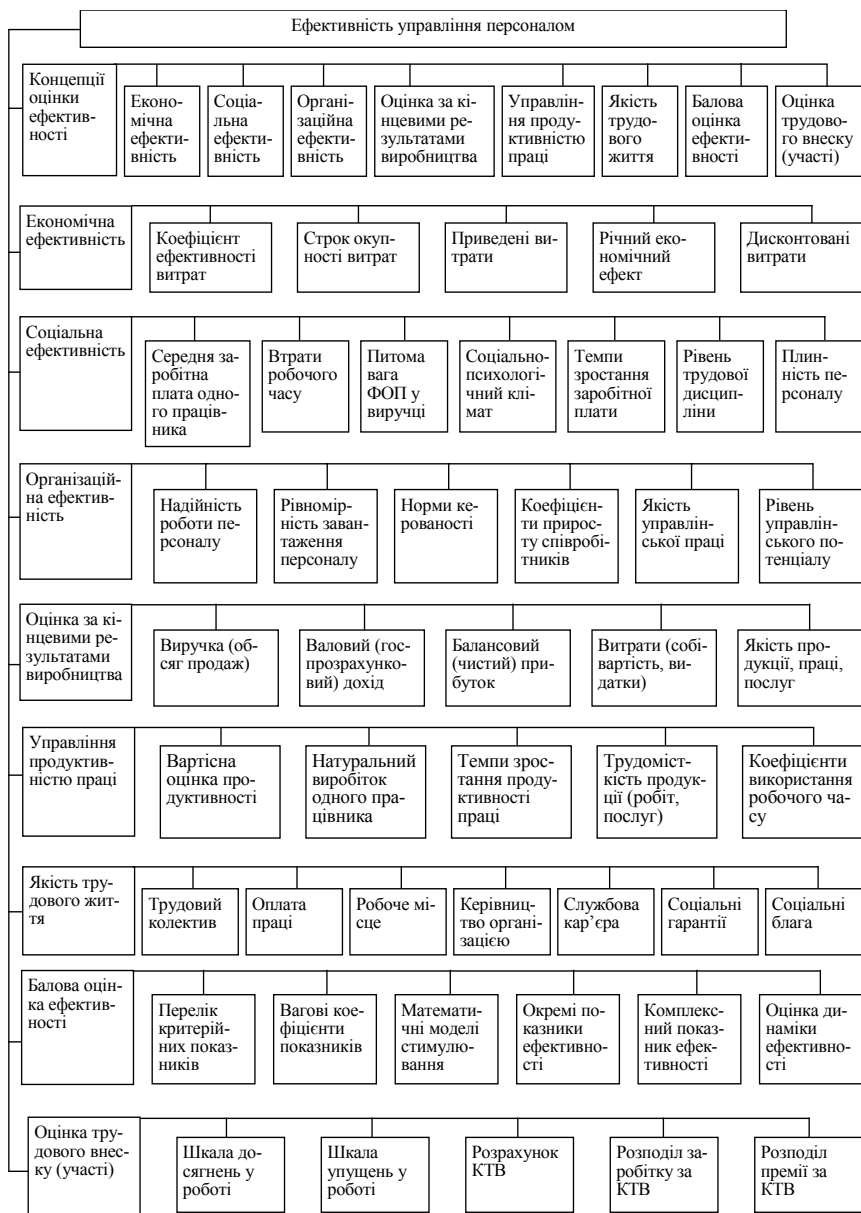 Ефективність управління персоналом
Концепції
оцінки
ефектив-
ності
Еконо-
мічна
ефектив-
ність
Соціа-
льна
ефектив-
ність
Органі-
заційна
ефектив-
ність
Оцінка за кі-
нцевими ре-
зультатами
виробництва
Управлін-
ня продук-
тивністю
праці
Якість
трудо-
вого
життя
Балова
оцінка
ефектив-
ності
Оцінка
трудово-
го внеску
(участі)
Економічна
ефективність
Коефіцієнт
ефективності
витрат
Строк окуп-
ності витрат
Приведені ви-
трати
Річний еко-
номічний
ефект
Дисконтовані
витрати
Соціальна
ефективність
Середня за-
робітна
плата одно-
го праців-
ника
Втрати
робочого
часу
Питома
вага
ФОП у
виручці
Соціально-
психологі-
чний клі-
мат
Темпи
зростання
заробітної
плати
Рівень
трудової
дисцип-
ліни
Плин-
ність пе-
рсоналу
Організацій-
на ефектив-
ність
Надійність
роботи пе-
рсоналу
Рівномір-
ність заван-
таження
персоналу
Норми ке-
рованості
Коефіцієн-
ти прирос-
ту співробі-
тників
Якість
управлін-
ської праці
Рівень
управлін-
ського по-
тенціалу
Оцінка за кі-
нцевими ре-
зультатами
виробництва
Виручка (об-
сяг продаж)
Валовий (гос-
прозрахунко-
вий) дохід
Балансовий
(чистий) при-
буток
Витрати (собі-
вартість, ви-
датки)
Якість про-
дукції, праці,
послуг
Управління
продуктив-
ністю праці
Вартісна
оцінка про-
дуктивності
Натуральний
виробіток
одного пра-
цівника
Темпи зрос-
тання проду-
ктивності
праці
Трудоміст-
кість продук-
ції (робіт,
послуг)
Коефіцієнти
використання
робочого ча-
су
Якість тру-
дового жит-
тя
Трудовий
колектив
Оплата
праці
Робоче мі-
сце
Керівниц-
тво органі-
зацією
Службова
кар’єра
Соціальні
гарантії
Соціальні
блага
Балова оцін-
ка ефектив-
ності
Перелік
критерій-
них показ-
ників
Вагові кое-
фіцієнти
показників
Математи-
чні моделі
стимулю-
вання
Окремі по-
казники
ефективно-
сті
Комплекс-
ний показ-
ник ефек-
тивності
Оцінка ди-
наміки
ефективно-
сті
Оцінка тру-
дового внес-
ку (участі)
Шкала до-
сягнень у
роботі
Шкала
упущень у
роботі
Розрахунок
КТВ
Розподіл за-
робітку за
КТВ
Розподіл
премії за
КТВ